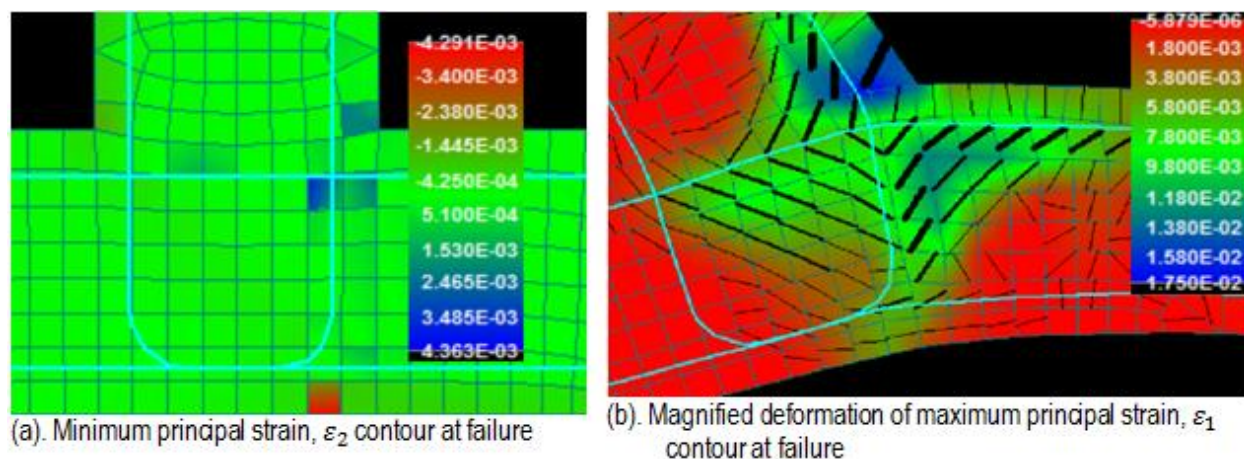 -4.291E-03
-3.400E-03
-2.380E-03
-1.445E-03
-4.250E-04
5.100E-04
1.530E-03
2.465E-03
3.485E-03
4.363E-03
(a). Minimum principal strain, ε₂ contour at failure
-5.879E-06
1.800E-03
3.800E-03
5.800E-03
7.800E-03
9.800E-03
1.180E-02
1.380E-02
1.580E-02
1.750E-02
(b). Magnified deformation of maximum principal strain, ε₁
contour at failure